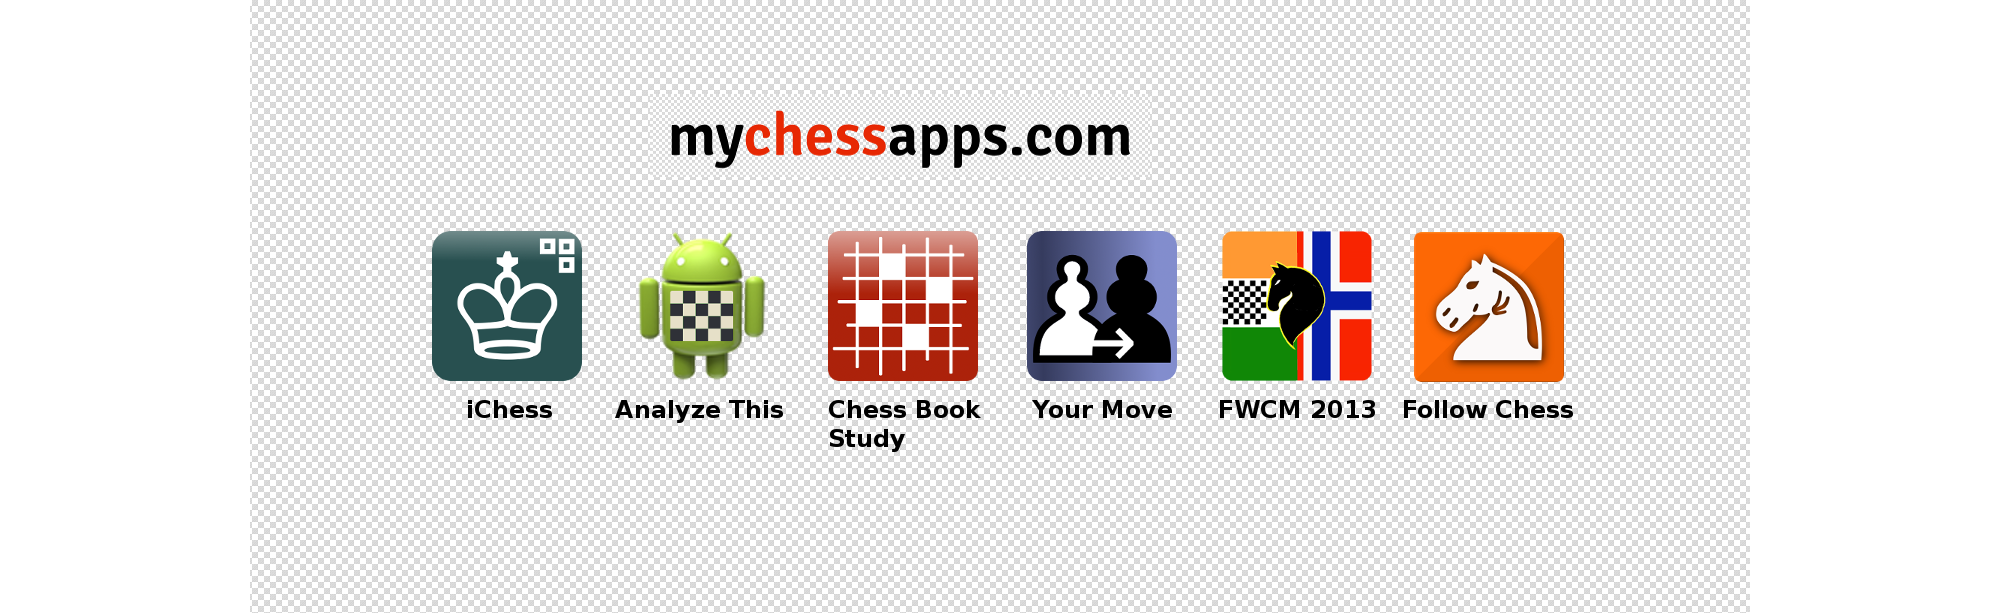 mychessapps.com
iChess
Analyze This
Chess Book
Study
Your Move
FWCM 2013
Follow Chess